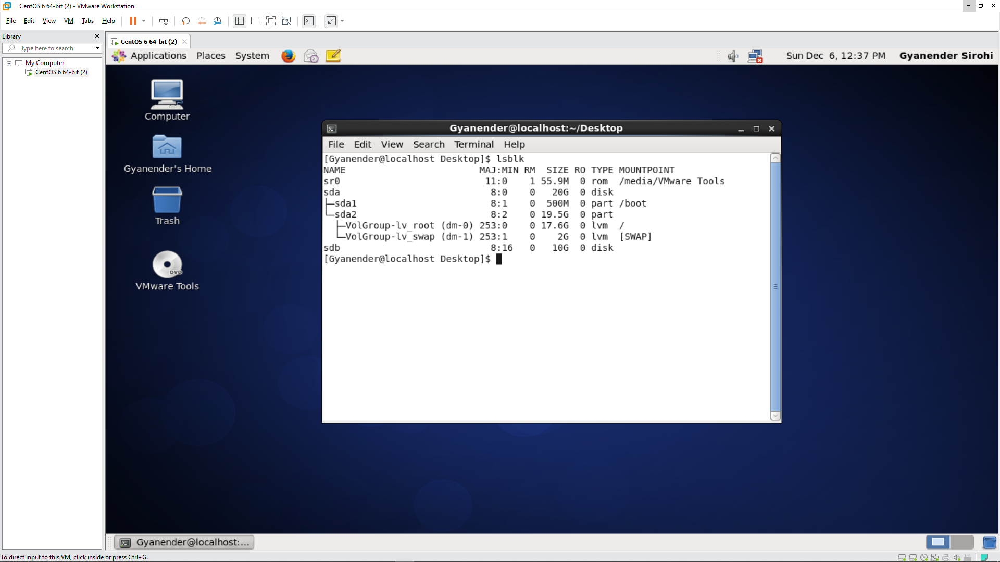 CentOS 6 64-bit (2) - VMware Workstation
File Edit View VM Tabs Help
Library
Type here to search
My Computer
CentOS 6 64-bit (2)
CentOS 6 64-bit (2)
Applications Places System
Sun Dec  6, 12:37 PM Gyanender Sirohi
Computer
Gyanender's Home
Trash
DVD
VMware Tools
Gyanender@localhost:~/Desktop
File Edit View Search Terminal Help
[Gyanender@localhost Desktop]$ lsblk
NAME                        MAJ:MIN RM  SIZE RO TYPE MOUNTPOINT
sr0                          11:0    1 55.9M  0 rom  /media/VMware Tools
sda                           8:0    0   20G  0 disk
├─sda1                        8:1    0  500M  0 part /boot
└─sda2                        8:2    0 19.5G  0 part
  ├─VolGroup-lv_root (dm-0) 253:0    0 17.6G  0 lvm  /
  └─VolGroup-lv_swap (dm-1) 253:1    0    2G  0 lvm  [SWAP]
sdb                           8:16   0   10G  0 disk
[Gyanender@localhost Desktop]$
Gyanender@localhost:...
To direct input to this VM, click inside or press Ctrl+G.